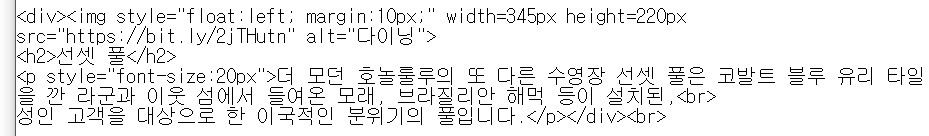 <div><img style="float:left; margin:10px;" width=345px height=220px
src="https://bit.ly/2jTHutn" alt="다이닝">
<h2>선셋 풀</h2>
<p style="font-size:20px">더 모던 호놀룰루의 또 다른 수영장 선셋 풀은 코발트 블루 유리 타일
을 깐 라군과 이웃 섬에서 들여온 모래, 브라질리안 해먹 등이 설치된,<br>
성인 고객을 대상으로 한 이국적인 분위기의 풀입니다.</p></div><br>